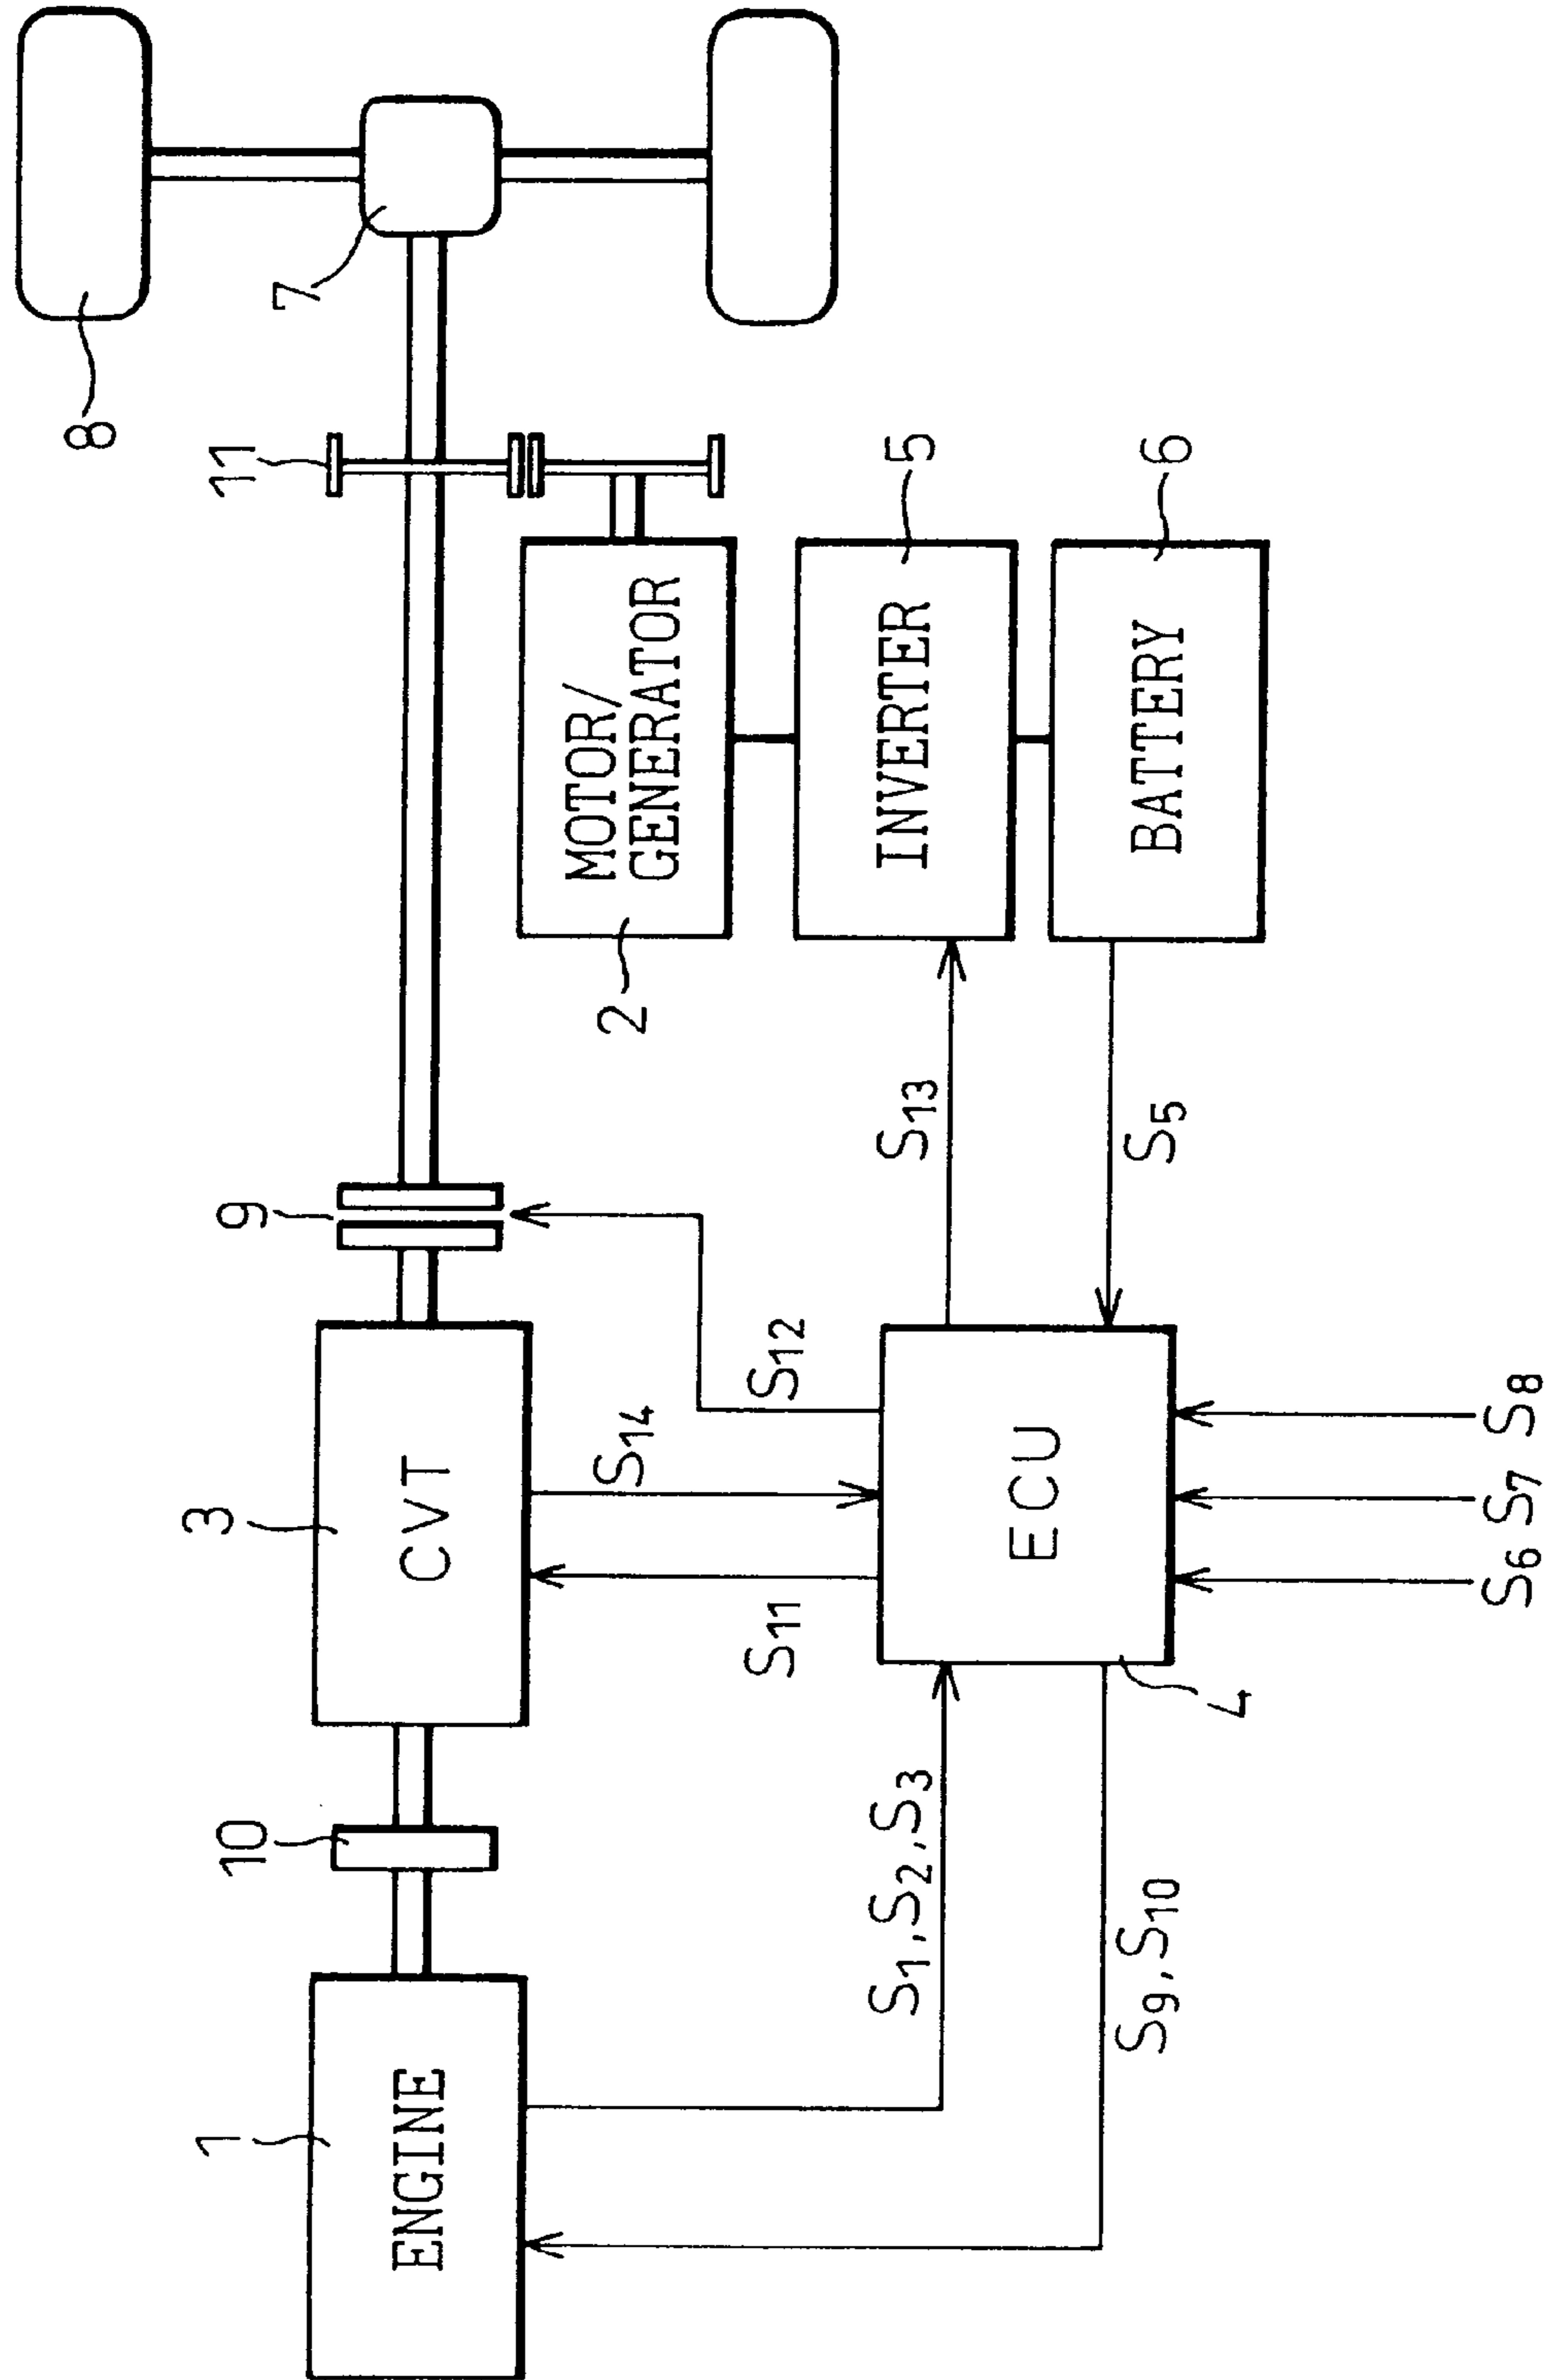 8
7
11
9
3
10
1
ENGINE
CVT
MOTOR/
GENERATOR
2
INVERTER
5
BATTERY
6
S14
S12
S11
S13
S5
S1,S2,S3
S9,S10
ECU
4
S6
S7
S8